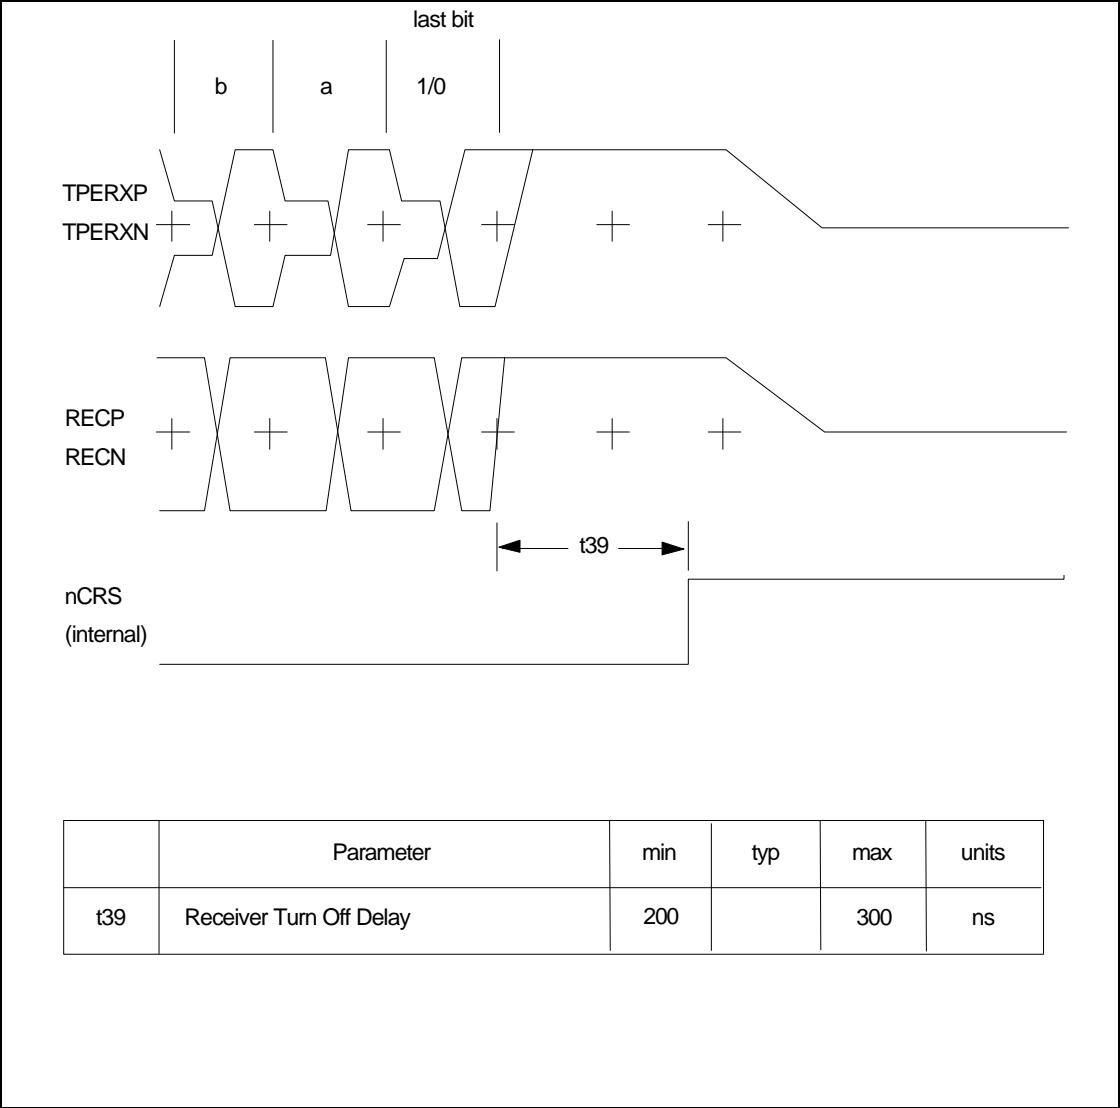 last bit
b a 1/0
TPERXP
TPERXN
RECP
RECN
t39
nCRS
(internal)
Parameter min typ max units
t39 Receiver Turn Off Delay 200 300 ns